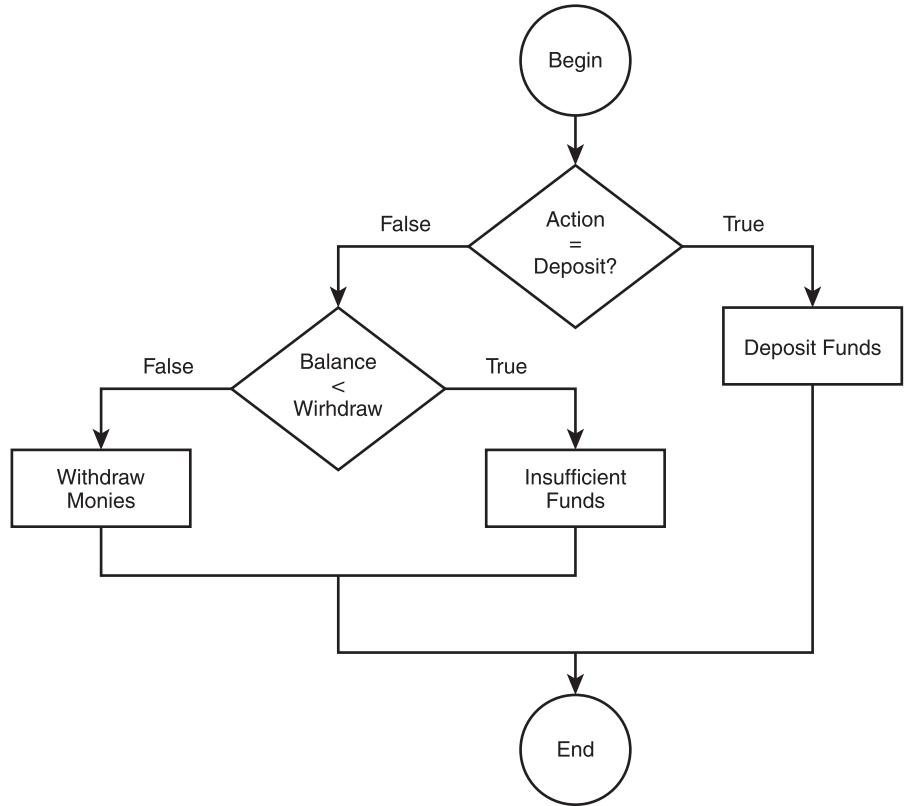 Begin
Action
=
Deposit?
False
True
Deposit Funds
Balance
<
Wirhdraw
False
True
Withdraw
Monies
Insufficient
Funds
End